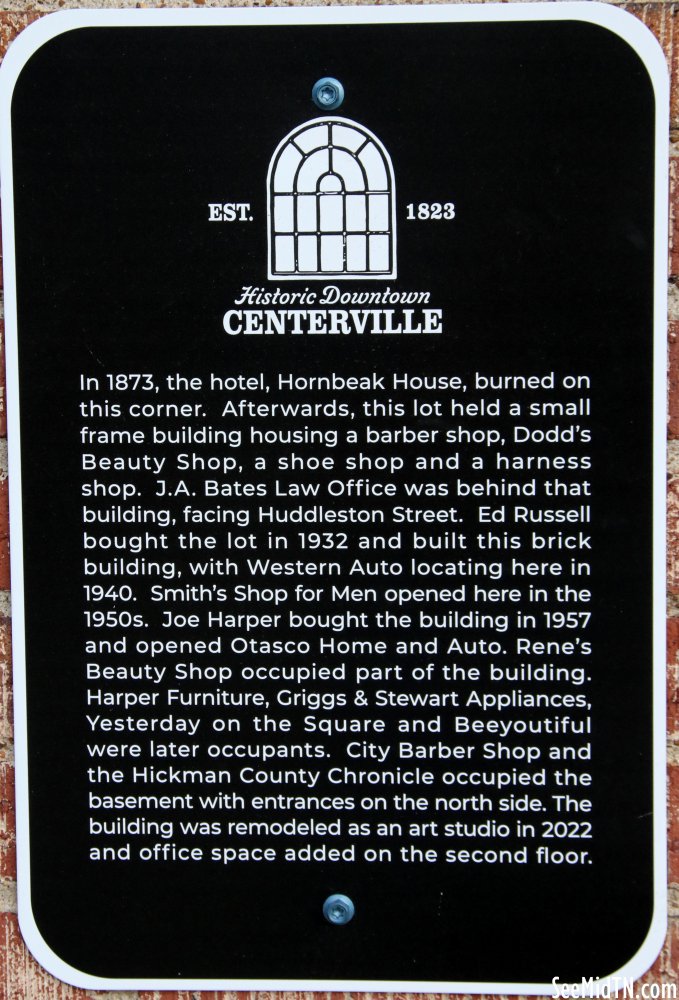 EST. 1823
Historic Downtown
CENTERVILLE
In 1873, the hotel, Hornbeak House, burned on
this corner. Afterwards, this lot held a small
frame building housing a barber shop, Dodd's
Beauty Shop, a shoe shop and a harness
shop. J.A. Bates Law Office was behind that
building, facing Huddleston Street. Ed Russell
bought the lot in 1932 and built this brick
building, with Western Auto locating here in
1940. Smith's Shop for Men opened here in the
1950s. Joe Harper bought the building in 1957
and opened Otasco Home and Auto. Rene's
Beauty Shop occupied part of the building.
Harper Furniture, Griggs & Stewart Appliances,
Yesterday on the Square and Beeyoutiful
were later occupants. City Barber Shop and
the Hickman County Chronicle occupied the
basement with entrances on the north side. The
building was remodeled as an art studio in 2022
and office space added on the second floor.
SeeMidTN.com